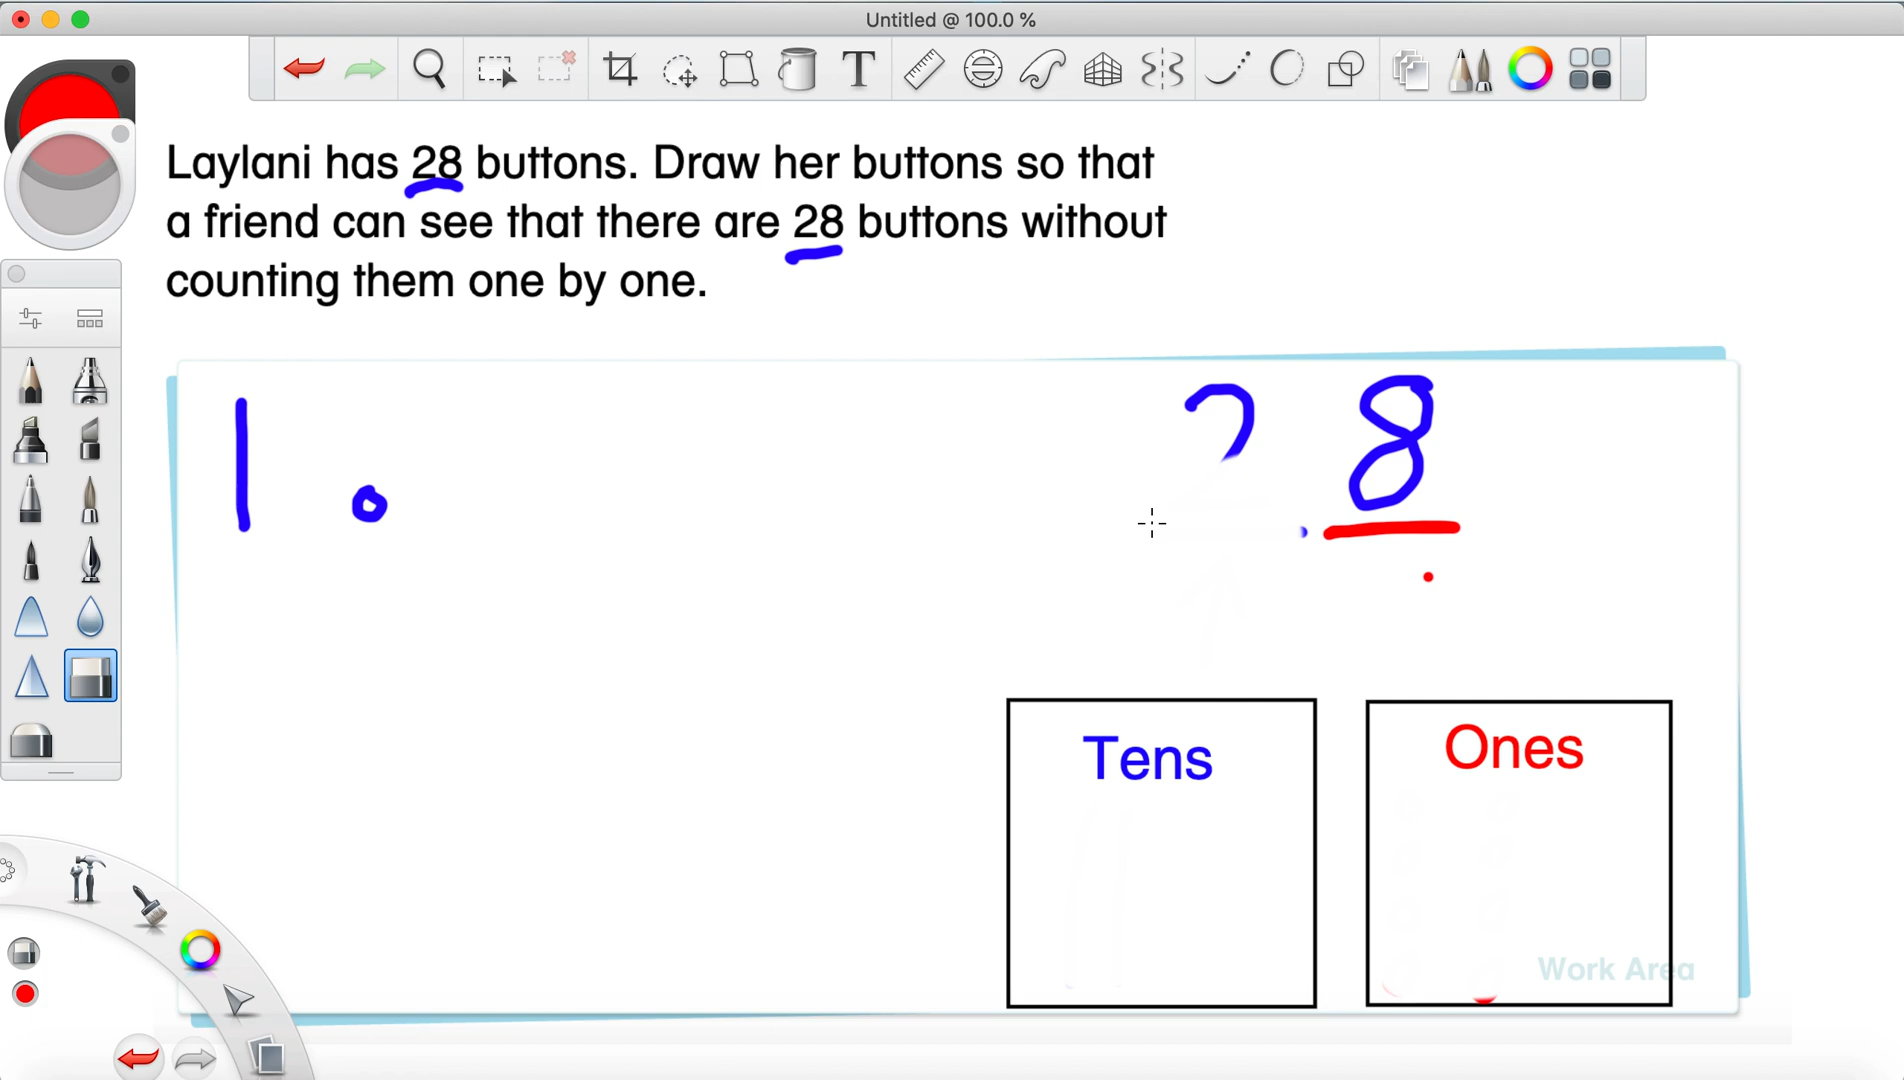 Untitled @ 100.0 %
T
Laylani has 28 buttons. Draw her buttons so that
a friend can see that there are 28 buttons without
counting them one by one.
28
Tens
Ones
Work Area